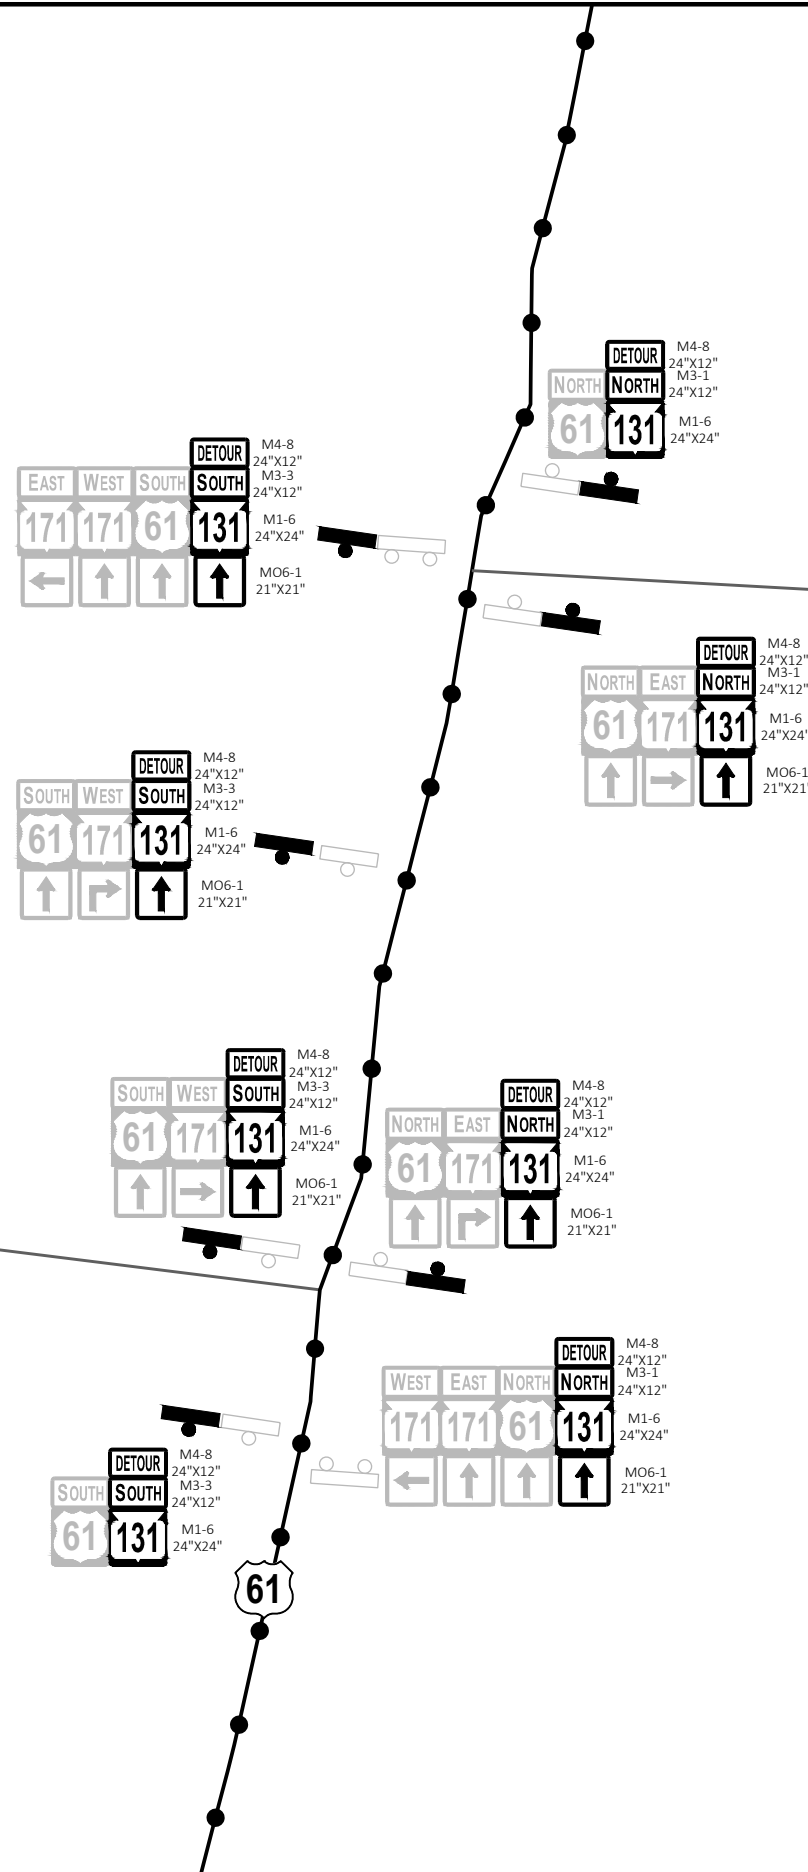 DETOUR M4-8
24"X12"
NORTH NORTH M3-1
24"X12"
61 131 M1-6
24"X24"
DETOUR M4-8
24"X12"
EAST WEST SOUTH SOUTH M3-3
24"X12"
171 171 61 131 M1-6
24"X24"
MO6-1
21"X21"
DETOUR M4-8
24"X12"
NORTH EAST NORTH M3-1
24"X12"
61 171 131 M1-6
24"X24"
MO6-1
21"X21"
DETOUR M4-8
24"X12"
SOUTH WEST SOUTH M3-3
24"X12"
61 171 131 M1-6
24"X24"
MO6-1
21"X21"
DETOUR M4-8
24"X12"
SOUTH WEST SOUTH M3-3
24"X12"
61 171 131 M1-6
24"X24"
MO6-1
21"X21"
DETOUR M4-8
24"X12"
NORTH EAST NORTH M3-1
24"X12"
61 171 131 M1-6
24"X24"
MO6-1
21"X21"
DETOUR M4-8
24"X12"
WEST EAST NORTH NORTH M3-1
24"X12"
171 171 61 131 M1-6
24"X24"
MO6-1
21"X21"
DETOUR M4-8
24"X12"
SOUTH SOUTH M3-3
24"X12"
61 131 M1-6
24"X24"
61